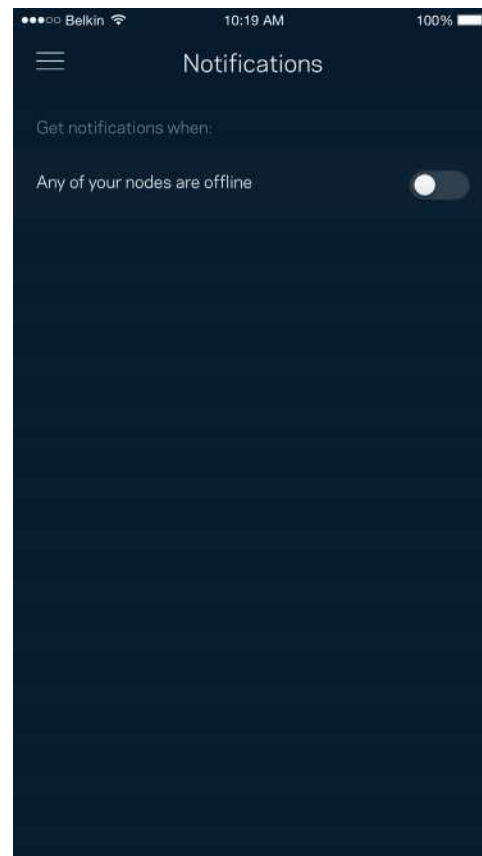 Belkin 10:19 AM 100%
Notifications
Get notifications when:
Any of your nodes are offline